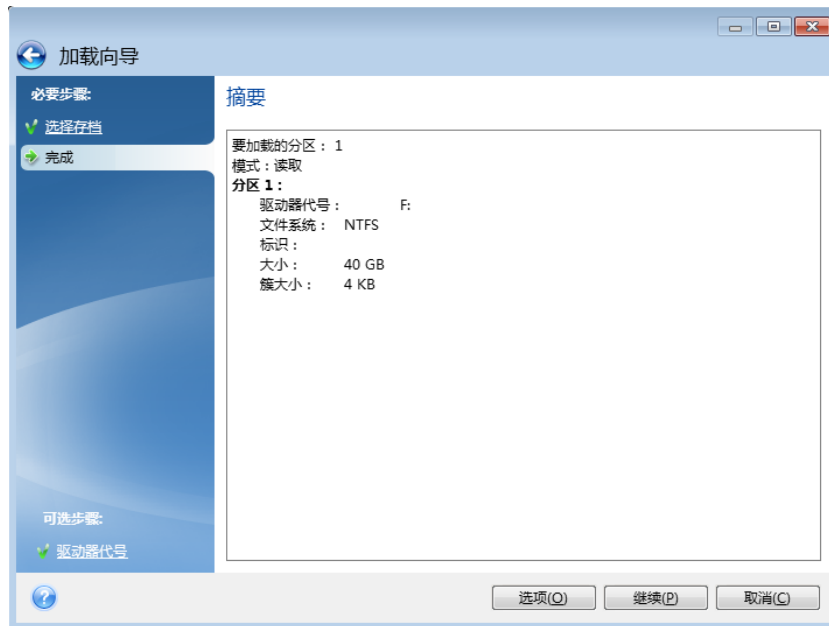 加载向导
必要步骤:
选择存档
完成
可选步骤:
驱动器代号
摘要
要加载的分区： 1
模式：读取
分区 1：
驱动器代号： F:
文件系统： NTFS
标识：
大小： 40 GB
簇大小： 4 KB
选项(O) 继续(P) 取消(C)